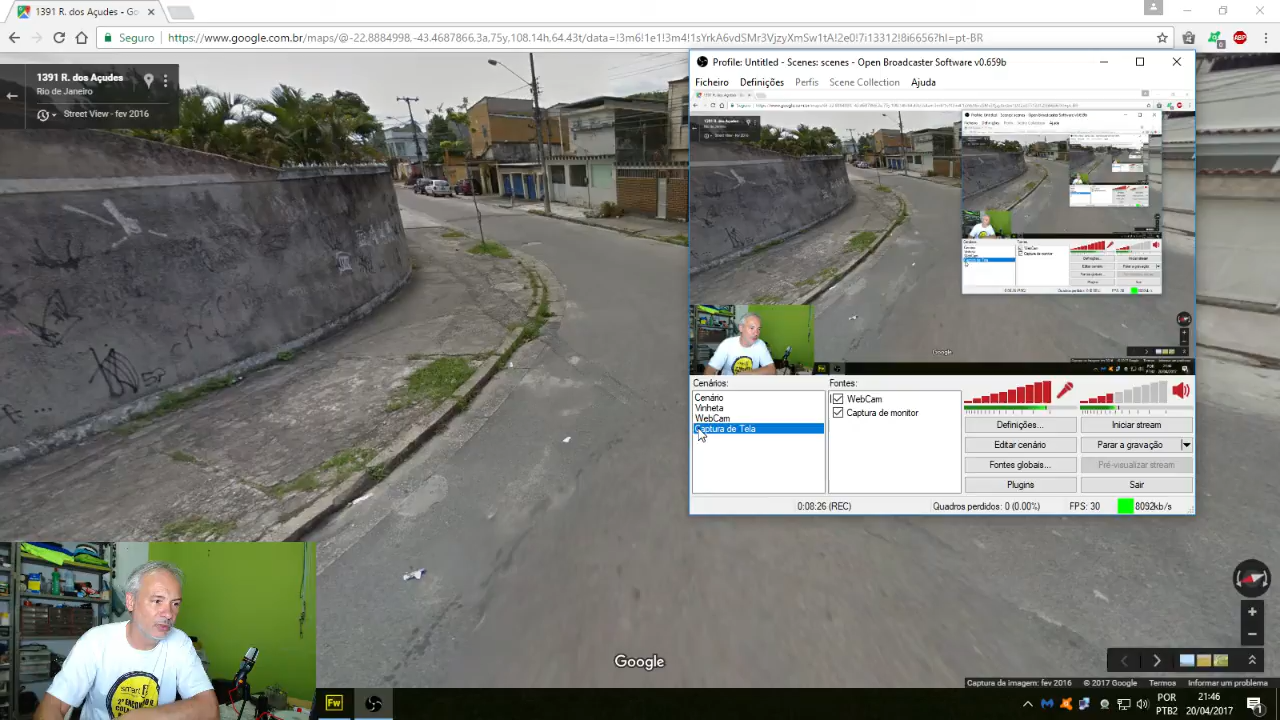 1391 R. dos Açudes - Go
Seguro
https://www.google.com.br/maps/@-22.8884998,-43.4687866,3a,75y,108.14h,64.43t/data=!3m6!1e1!3m4!1sYrkA6vdSMr3VjzyXmSw1tA!2e0!7i13312!8i6656?hl=pt-BR
ABP
1391 R. dos Açudes
Rio de Janeiro
Street View - fev 2016
Profile: Untitled - Scenes: scenes - Open Broadcaster Software v0.659b
Ficheiro Definições Perfis Scene Collection Ajuda
Cenários: Fontes:
Cenário
Vinheta
WebCam
Captura de Tela
WebCam
Captura de monitor
Definições... Iniciar stream
Editar cenário Parar a gravação
Fontes globais... Pré-visualizar stream
Plugins Sair
0:08:26 (REC) Quadros perdidos: 0 (0.00%) FPS: 30 8092kb/s
Google
Captura da imagem: fev 2016 © 2017 Google Termos Informar um problema
Fw
POR
PTB2
21:46
20/04/2017